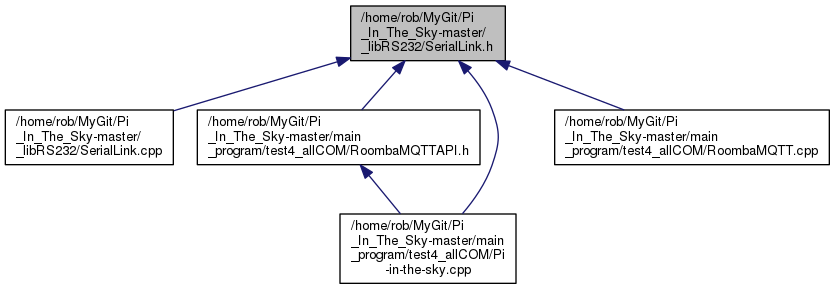 /home/rob/MyGit/Pi
_In_The_Sky-master/
_libRS232/SerialLink.h
/home/rob/MyGit/Pi
_In_The_Sky-master/
_libRS232/SerialLink.cpp
/home/rob/MyGit/Pi
_In_The_Sky-master/main
_program/test4_allCOM/RoombaMQTTAPI.h
/home/rob/MyGit/Pi
_In_The_Sky-master/main
_program/test4_allCOM/RoombaMQTT.cpp
/home/rob/MyGit/Pi
_In_The_Sky-master/main
_program/test4_allCOM/Pi
-in-the-sky.cpp